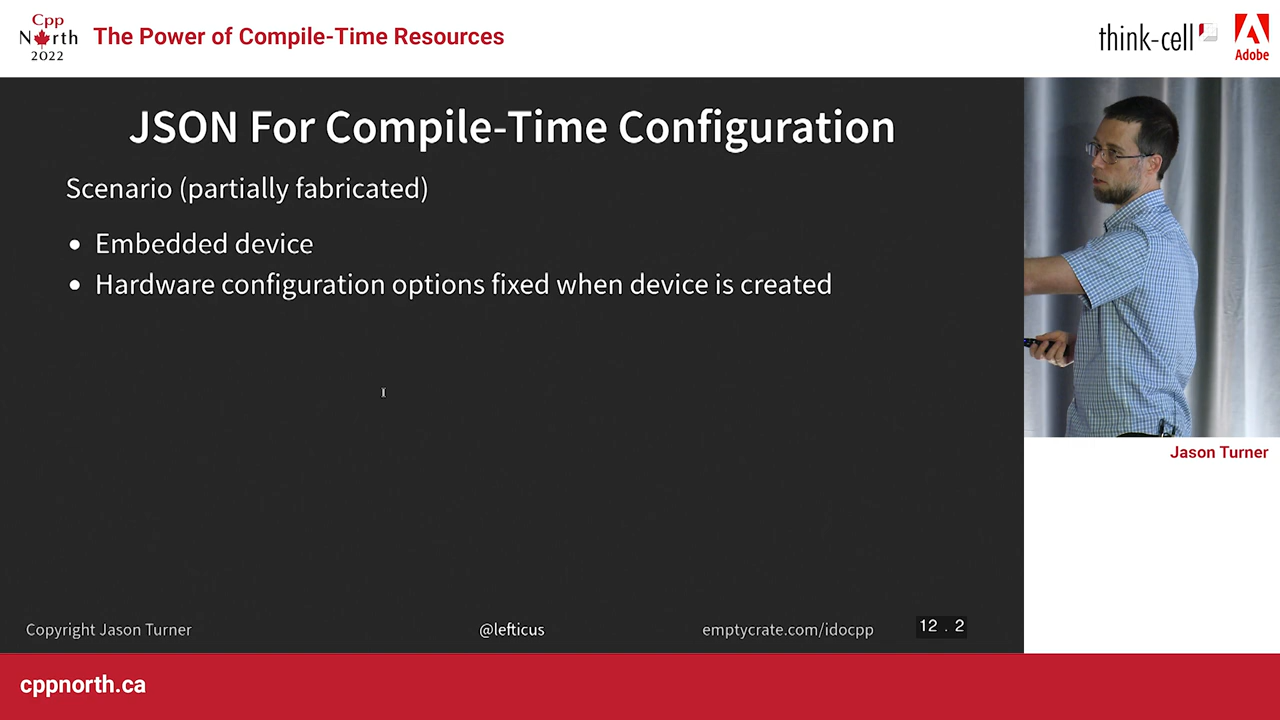 Cpp
North
2022
The Power of Compile-Time Resources
think-cell
Adobe
JSON For Compile-Time Configuration
Scenario (partially fabricated)
• Embedded device
• Hardware configuration options fixed when device is created
Jason Turner
Copyright Jason Turner
@lefticus
emptycrate.com/idocpp
12 . 2
cppnorth.ca